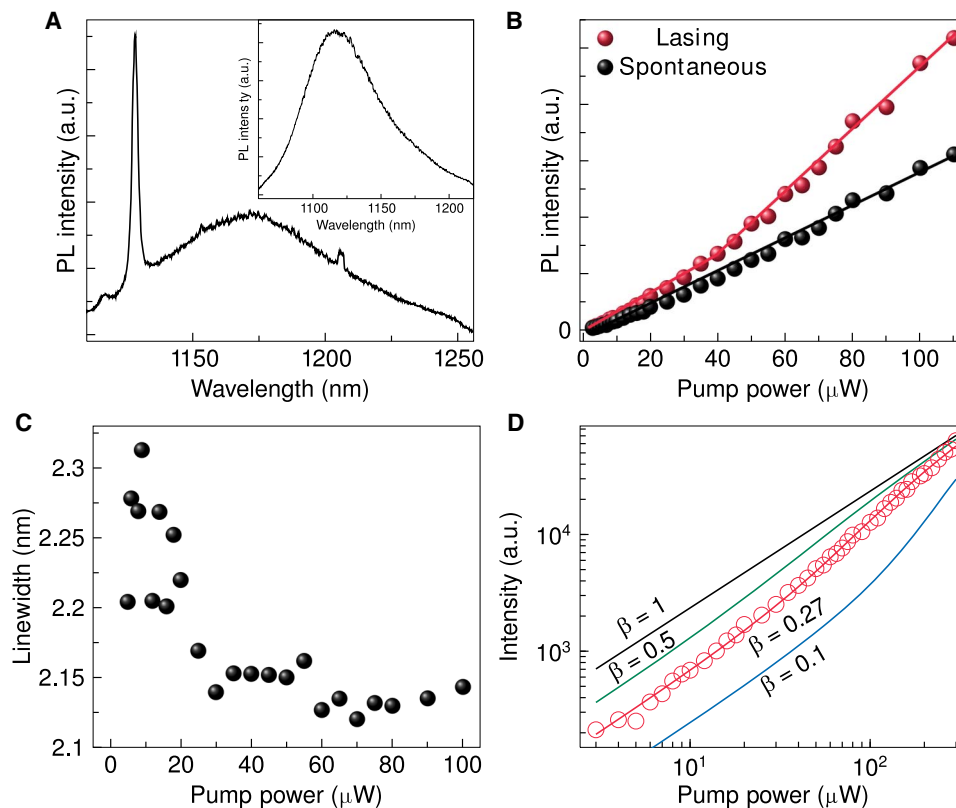 A
PL intensity (a.u.)
1150
1200
1250
Wavelength (nm)
PL intensity (a.u.)
1100
1150
1200
Wavelength (nm)
B
Lasing
Spontaneous
PL intensity (a.u.)
0
0
20
40
60
80
100
Pump power (μW)
C
Linewidth (nm)
2.3
2.25
2.2
2.15
2.1
0
20
40
60
80
100
Pump power (μW)
D
Intensity (a.u.)
10⁴
10³
β = 1
β = 0.5
β = 0.27
β = 0.1
10¹
10²
Pump power (μW)